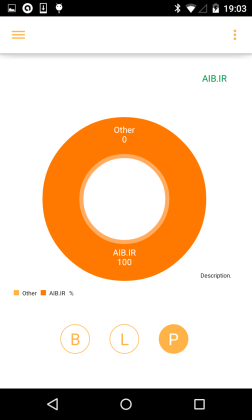 19:03
AIB.IR
Other
0
AIB.IR
100
Description.
Other AIB.IR %
B L P